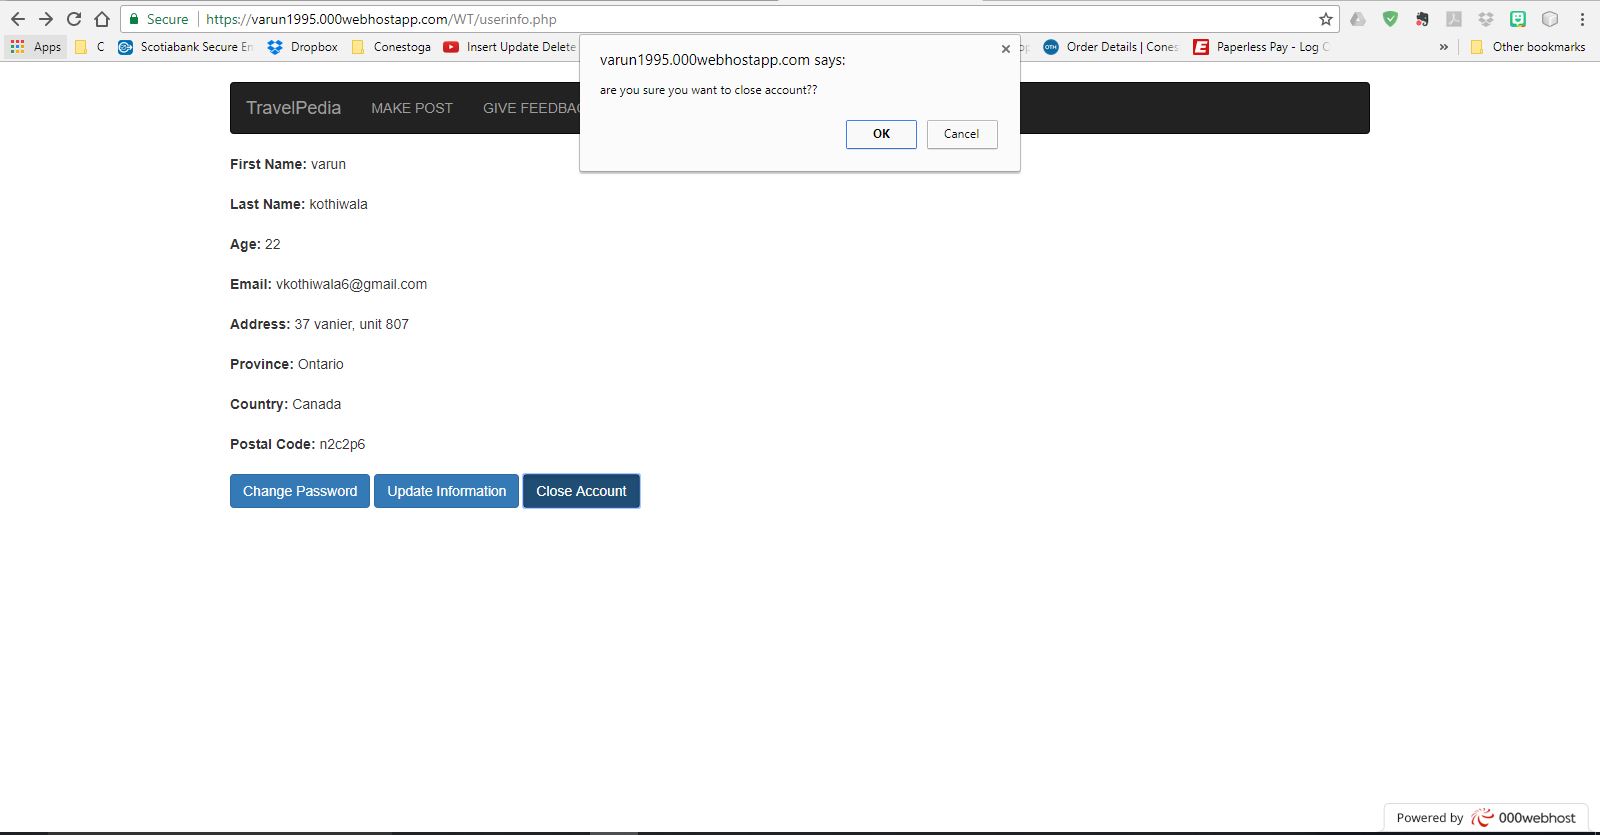 Secure https://varun1995.000webhostapp.com/WT/userinfo.php
Apps C Scotiabank Secure En Dropbox Conestoga Insert Update Delete Order Details | Cones Paperless Pay - Log » Other bookmarks
varun1995.000webhostapp.com says:
are you sure you want to close account??
OK Cancel
TravelPedia MAKE POST GIVE FEEDBAC
First Name: varun
Last Name: kothiwala
Age: 22
Email: vkothiwala6@gmail.com
Address: 37 vanier, unit 807
Province: Ontario
Country: Canada
Postal Code: n2c2p6
Change Password Update Information Close Account
Powered by 000webhost